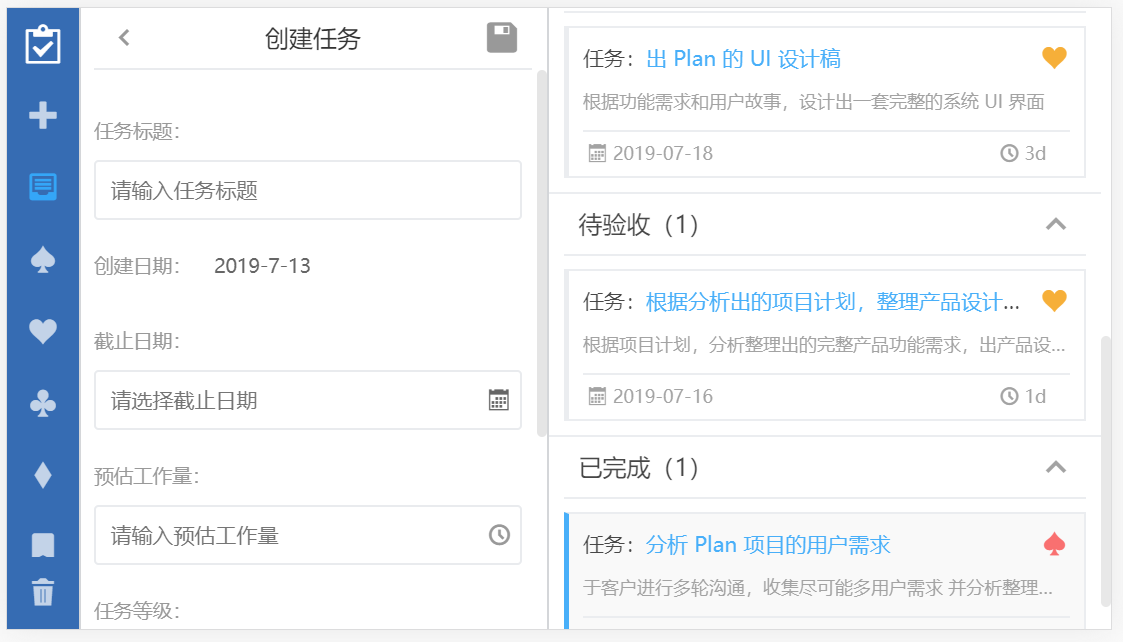 创建任务
任务标题：
请输入任务标题
创建日期： 2019-7-13
截止日期：
请选择截止日期
预估工作量：
请输入预估工作量
任务等级：
任务： 出 Plan 的 UI 设计稿
根据功能需求和用户故事，设计出一套完整的系统 UI 界面
2019-07-18 3d
待验收（1）
任务： 根据分析出的项目计划，整理产品设计...
根据项目计划，分析整理出的完整产品功能需求，出产品设...
2019-07-16 1d
已完成（1）
任务： 分析 Plan 项目的用户需求
于客户进行多轮沟通，收集尽可能多用户需求 并分析整理...